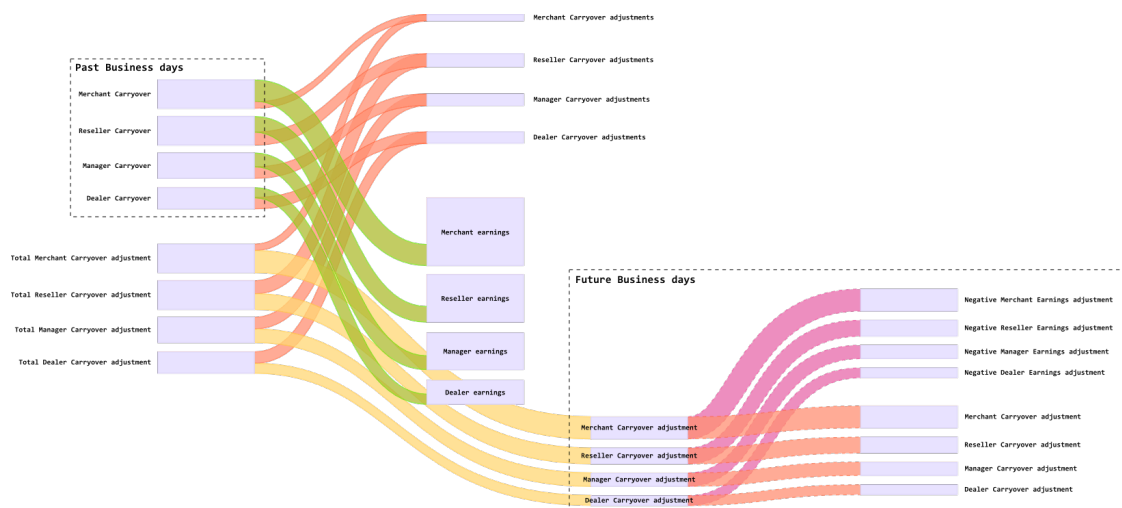 Merchant Carryover adjustments
Reseller Carryover adjustments
Manager Carryover adjustments
Dealer Carryover adjustments
Past Business days
Merchant Carryover
Reseller Carryover
Manager Carryover
Dealer Carryover
Total Merchant Carryover adjustment
Total Reseller Carryover adjustment
Total Manager Carryover adjustment
Total Dealer Carryover adjustment
Merchant earnings
Reseller earnings
Manager earnings
Dealer earnings
Future Business days
Merchant Carryover adjustment
Reseller Carryover adjustment
Manager Carryover adjustment
Dealer Carryover adjustment
Negative Merchant Earnings adjustment
Negative Reseller Earnings adjustment
Negative Manager Earnings adjustment
Negative Dealer Earnings adjustment
Merchant Carryover adjustment
Reseller Carryover adjustment
Manager Carryover adjustment
Dealer Carryover adjustment